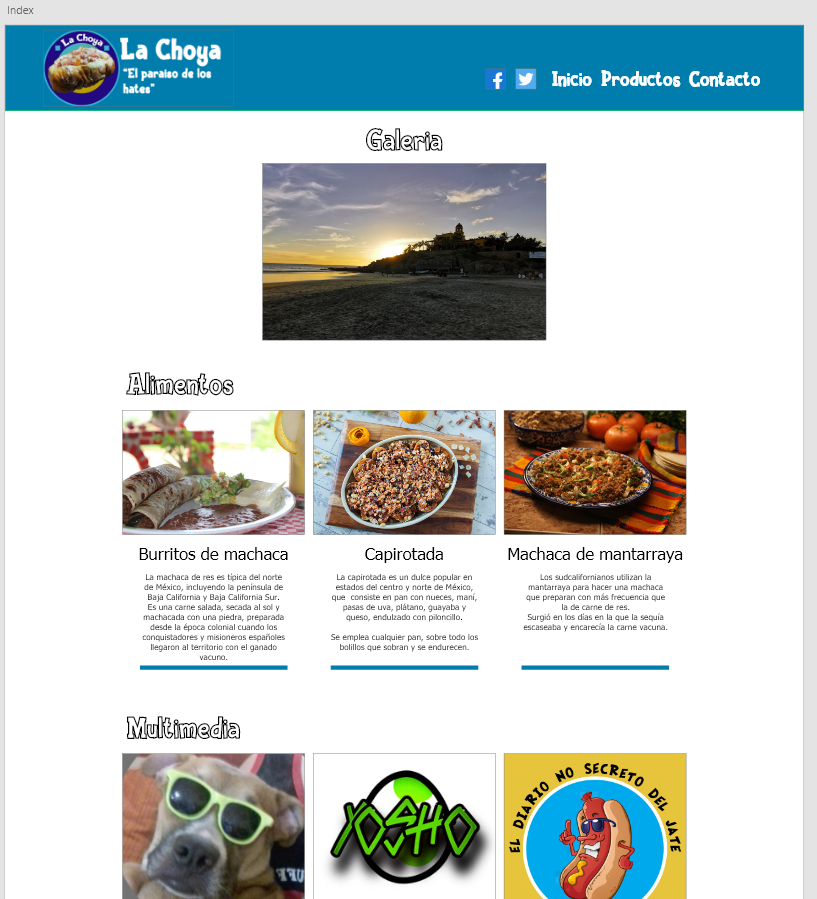 Index
La Choya
La Choya
"El paraiso de los
hates"
Inicio Productos Contacto
Galeria
Alimentos
Burritos de machaca
La machaca de res es típica del norte
de México, incluyendo la península de
Baja California y Baja California Sur.
Es una carne salada, secada al sol y
machacada con una piedra, preparada
desde la época colonial cuando los
conquistadores y misioneros españoles
llegaron al territorio con el ganado
vacuno.
Capirotada
La capirotada es un dulce popular en
estados del centro y norte de México,
que  consiste en pan con nueces, maní,
pasas de uva, plátano, guayaba y
queso, endulzado con piloncillo.
Se emplea cualquier pan, sobre todo los
bolillos que sobran y se endurecen.
Machaca de mantarraya
Los sudcalifornianos utilizan la
mantarraya para hacer una machaca
que preparan con más frecuencia que
la de carne de res.
Surgió en los días en la que la sequía
escaseaba y encarecía la carne vacuna.
Multimedia
YOSHO
EL DIARIO NO SECRETO DEL JATE